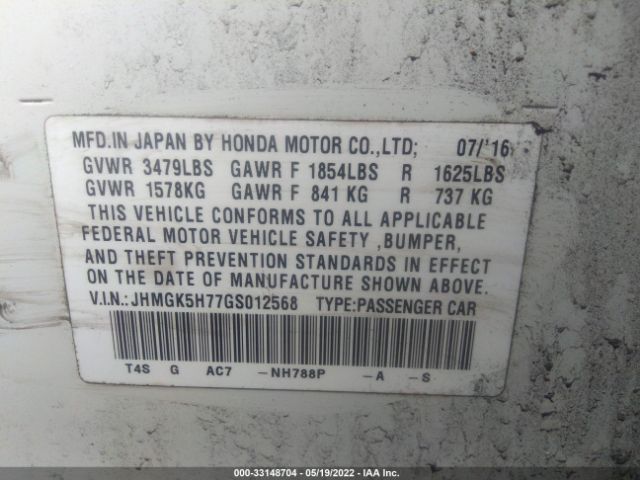 MFD.IN JAPAN BY HONDA MOTOR CO.,LTD; 07/'16
GVWR 3479LBS GAWR F 1854LBS R 1625LBS
GVWR 1578KG GAWR F 841 KG R 737 KG
THIS VEHICLE CONFORMS TO ALL APPLICABLE
FEDERAL MOTOR VEHICLE SAFETY ,BUMPER,
AND THEFT PREVENTION STANDARDS IN EFFECT
ON THE DATE OF MANUFACTURE SHOWN ABOVE.
V.I.N.:JHMGK5H77GS012568 TYPE:PASSENGER CAR
T4S G AC7 -NH788P -A -S
000-33148704 - 05/19/2022 - IAA Inc.